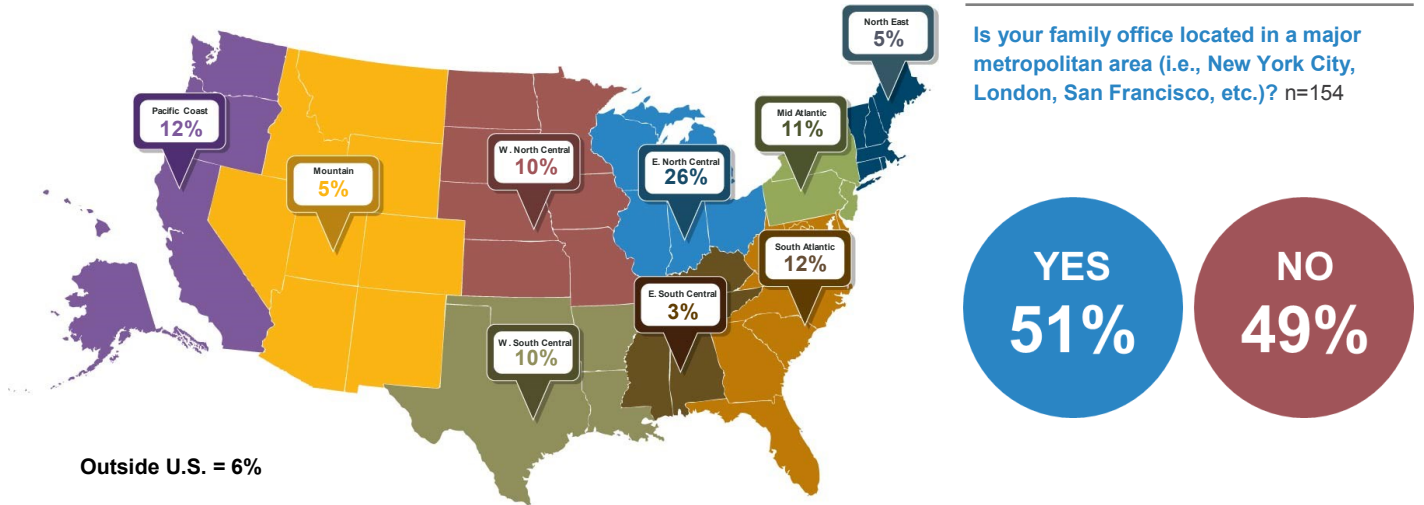 North East
5%
Pacific Coast
12%
Mid Atlantic
11%
W. North Central
10%
E. North Central
26%
Mountain
5%
South Atlantic
12%
E. South Central
3%
W. South Central
10%
Outside U.S. = 6%
Is your family office located in a major
metropolitan area (i.e., New York City,
London, San Francisco, etc.)? n=154
YES
51%
NO
49%